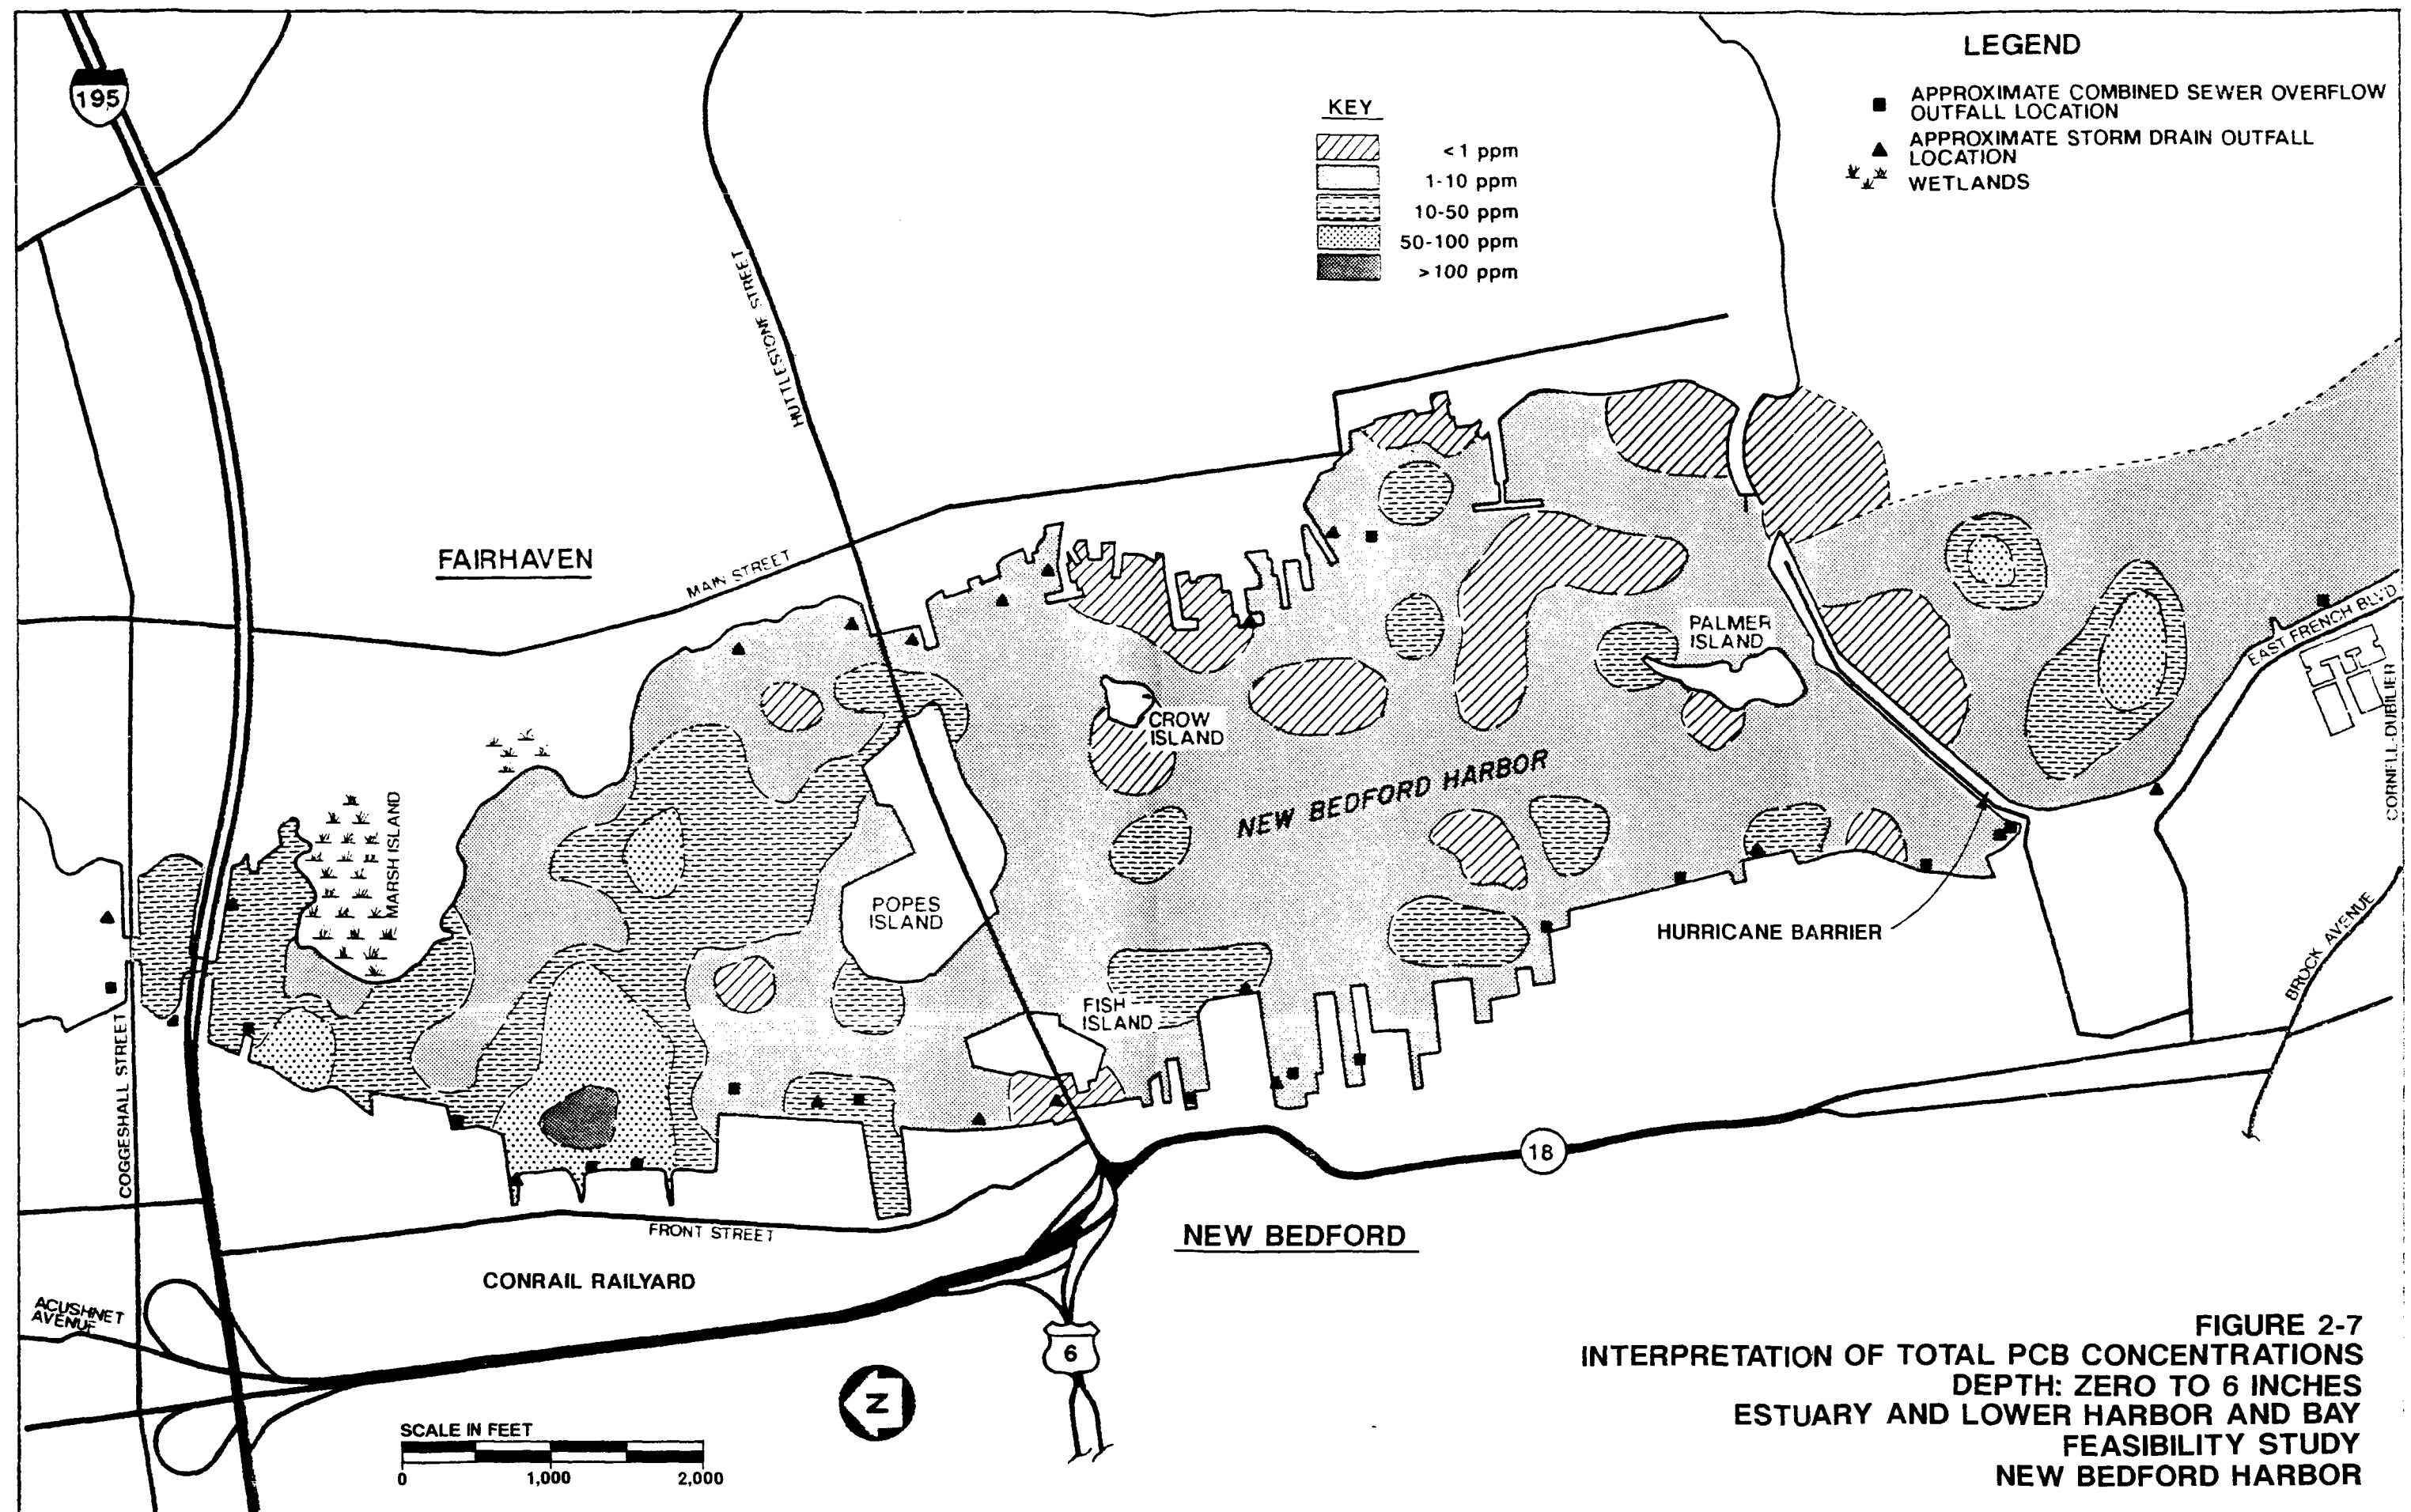 LEGEND
APPROXIMATE COMBINED SEWER OVERFLOW
OUTFALL LOCATION
APPROXIMATE STORM DRAIN OUTFALL
LOCATION
WETLANDS
KEY
<1 ppm
1-10 ppm
10-50 ppm
50-100 ppm
>100 ppm
195
HUTTLESTONE STREET
FAIRHAVEN
MAIN STREET
PALMER
ISLAND
EAST FRENCH BLVD
CORNELL-DUBILIER
CROW
ISLAND
NEW BEDFORD HARBOR
MARSH ISLAND
POPES
ISLAND
HURRICANE BARRIER
BROCK AVENUE
FISH
ISLAND
COGGESHALL STREET
18
FRONT STREET
NEW BEDFORD
CONRAIL RAILYARD
ACUSHNET
AVENUE
6
N
SCALE IN FEET
0 1,000 2,000
FIGURE 2-7
INTERPRETATION OF TOTAL PCB CONCENTRATIONS
DEPTH: ZERO TO 6 INCHES
ESTUARY AND LOWER HARBOR AND BAY
FEASIBILITY STUDY
NEW BEDFORD HARBOR